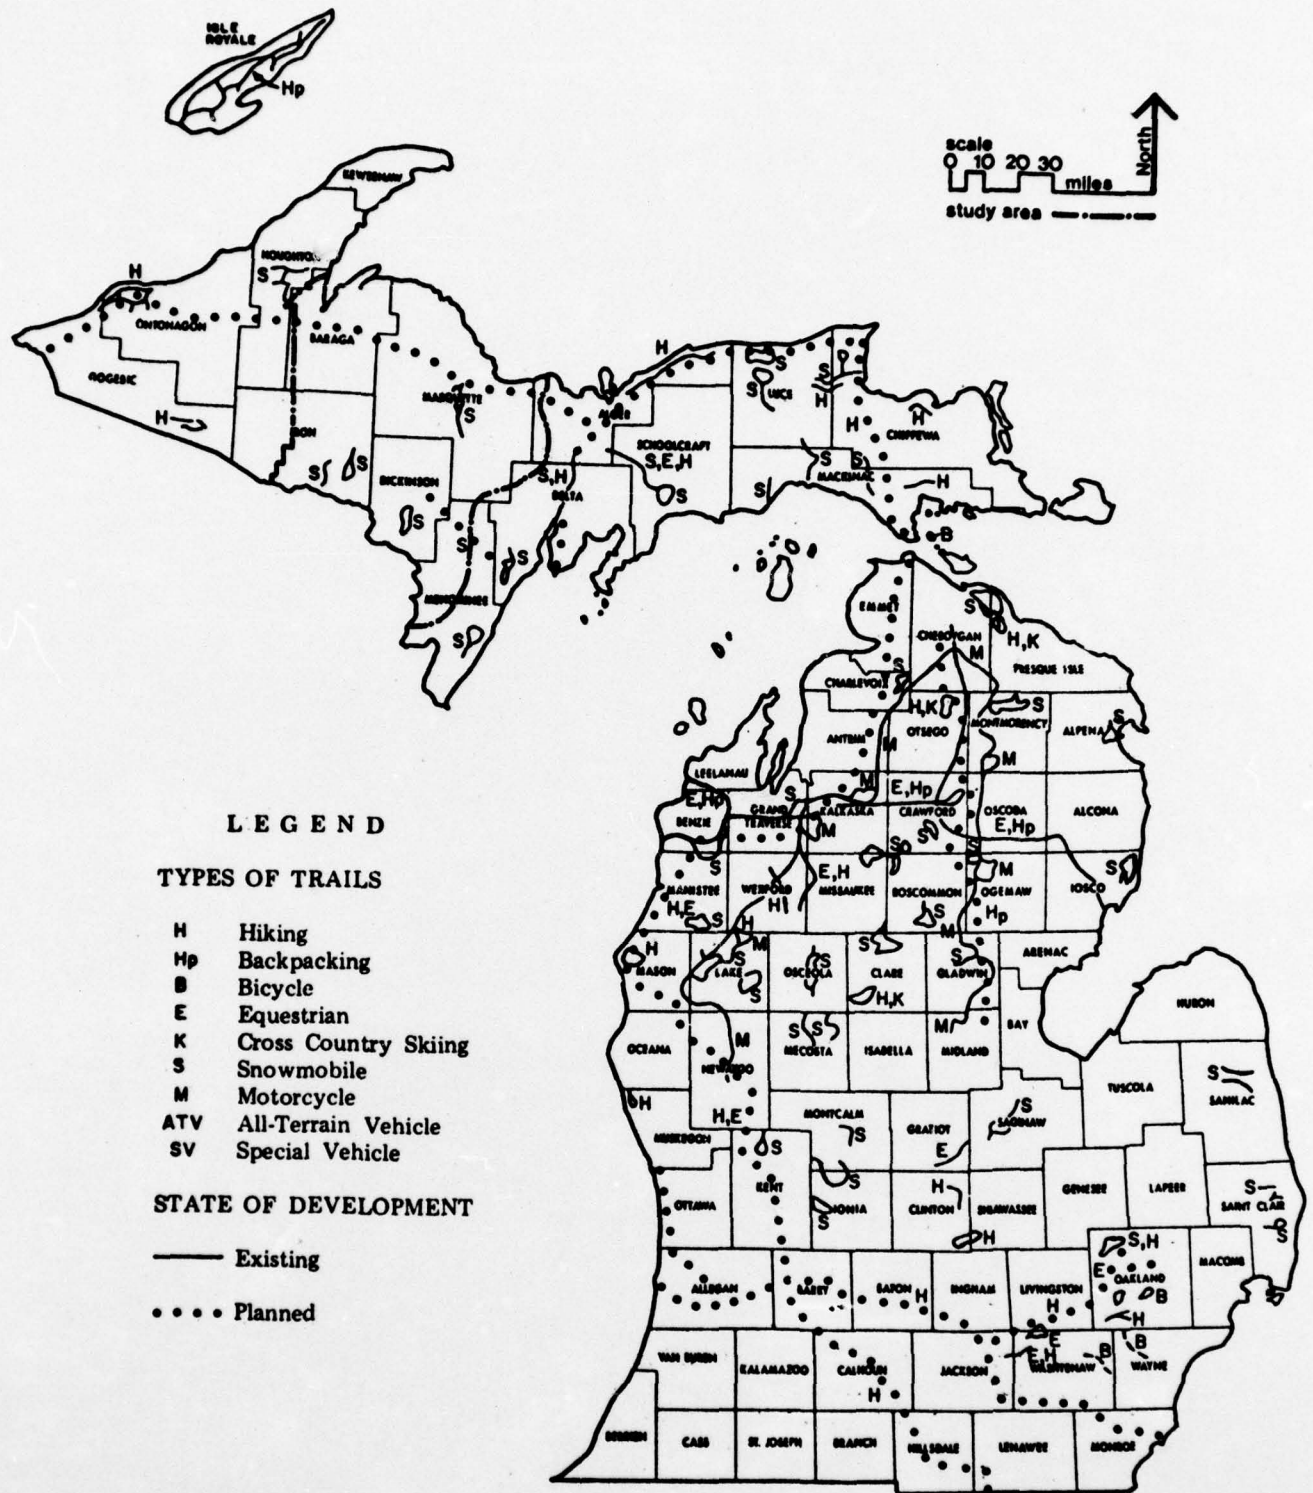 ISLE
ROYALE
Hp
scale
0 10 20 30
miles
North
study area
KEWEENAW
HOUGHTON
S
H
ONTONAGON
BARAGA
GOGEBIC
H
IRON
S
S
MARQUETTE
S
DICKINSON
S
S
MENOMINEE
S
S
S,H
DELTA
ALGER
H
SCHOOLCRAFT
S,E,H
S
S
LUCE
S
S
H
H
H
CHIPPEWA
S
S
MACKINAC
S
H
B
EMMET
CHEBOYGAN
S
H,K
M
PRESQUE ISLE
CHARLEVOIX
S
H,K
OTSEGO
S
MONTMORENCY
ALPENA
S
ANTRIM
M
M
M
LEELANAU
E,Hp
BENZIE
GRAND
TRAVERSE
S
KALKASKA
M
E,Hp
CRAWFORD
S
OSCODA
E,Hp
ALCONA
S
MANISTEE
H,E
S
WEXFORD
H
E,H
MISSAUKEE
S
ROSCOMMON
S
S
M
OGEMAW
Hp
IOSCO
S
H
MASON
H
M
S
LAKE
S
OSCEOLA
S
S
CLARE
H,K
M
S
GLADWIN
ARENAC
HURON
OCEANA
M
NEWAYGO
H,E
S S
MECOSTA
ISABELLA
M
MIDLAND
BAY
TUSCOLA
S
SANILAC
H
MUSKEGON
MONTCALM
S
GRATIOT
E
S
SAGINAW
OTTAWA
S
KENT
S
IONIA
S
H
CLINTON
H
SHIAWASSEE
GENESEE
LAPEER
S
SAINT CLAIR
S
ALLEGAN
BARRY
EATON
H
INGHAM
LIVINGSTON
H
S,H
E
OAKLAND
B
H
MACOMB
VAN BUREN
KALAMAZOO
CALHOUN
H
JACKSON
E
E,H
WASHTENAW
B
B
WAYNE
BERRIEN
CASS
ST. JOSEPH
BRANCH
HILLSDALE
LENAWEE
MONROE
LEGEND
TYPES OF TRAILS
H Hiking
Hp Backpacking
B Bicycle
E Equestrian
K Cross Country Skiing
S Snowmobile
M Motorcycle
ATV All-Terrain Vehicle
SV Special Vehicle
STATE OF DEVELOPMENT
Existing
Planned